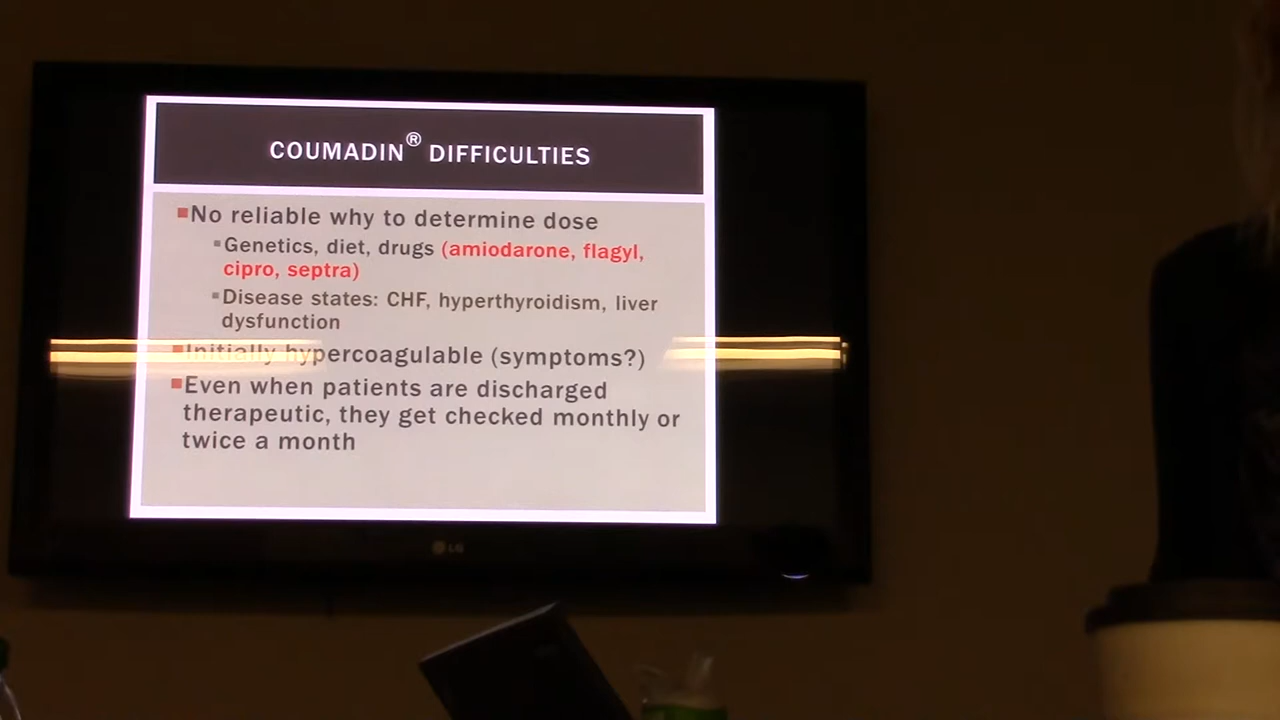 COUMADIN® DIFFICULTIES
No reliable why to determine dose
Genetics, diet, drugs (amiodarone, flagyl,
cipro, septra)
Disease states: CHF, hyperthyroidism, liver
dysfunction
Initially hypercoagulable (symptoms?)
Even when patients are discharged
therapeutic, they get checked monthly or
twice a month
LG